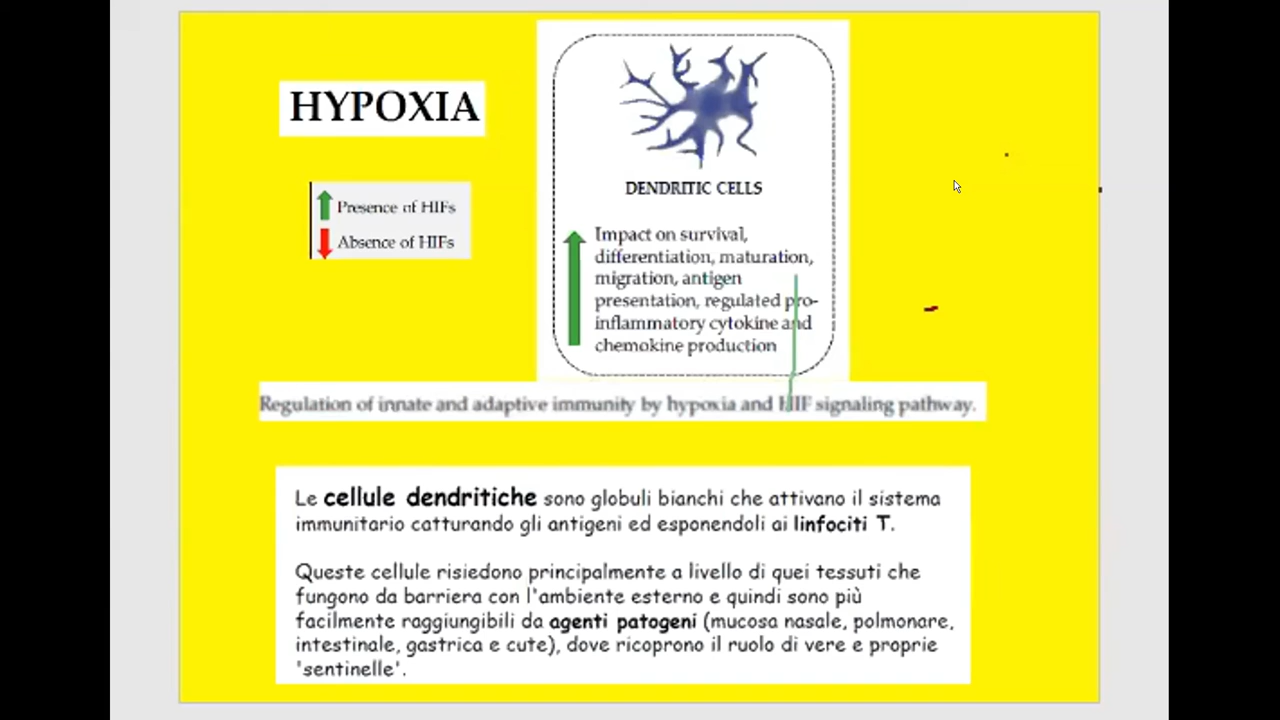 HYPOXIA
Presence of HIFs
Absence of HIFs
DENDRITIC CELLS
Impact on survival,
differentiation, maturation,
migration, antigen
presentation, regulated pro-
inflammatory cytokine and
chemokine production
Regulation of innate and adaptive immunity by hypoxia and HIF signaling pathway.
Le cellule dendritiche sono globuli bianchi che attivano il sistema
immunitario catturando gli antigeni ed esponendoli ai linfociti T.
Queste cellule risiedono principalmente a livello di quei tessuti che
fungono da barriera con l'ambiente esterno e quindi sono più
facilmente raggiungibili da agenti patogeni (mucosa nasale, polmonare,
intestinale, gastrica e cute), dove ricoprono il ruolo di vere e proprie
'sentinelle'.